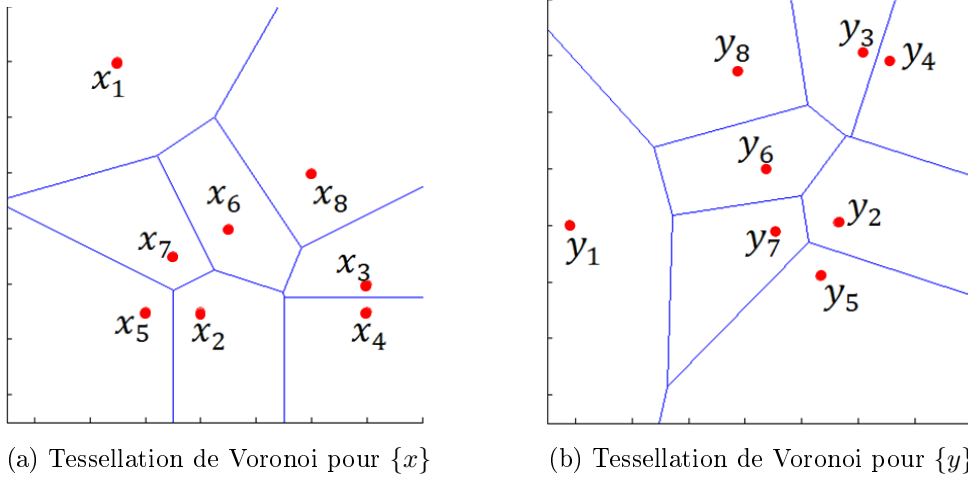 x₁
x₈
x₆
x₇
x₃
x₅
x₂
x₄
(a) Tessellation de Voronoi pour {x}
y₃
y₈
y₄
y₆
y₂
y₁
y₇
y₅
(b) Tessellation de Voronoi pour {y}